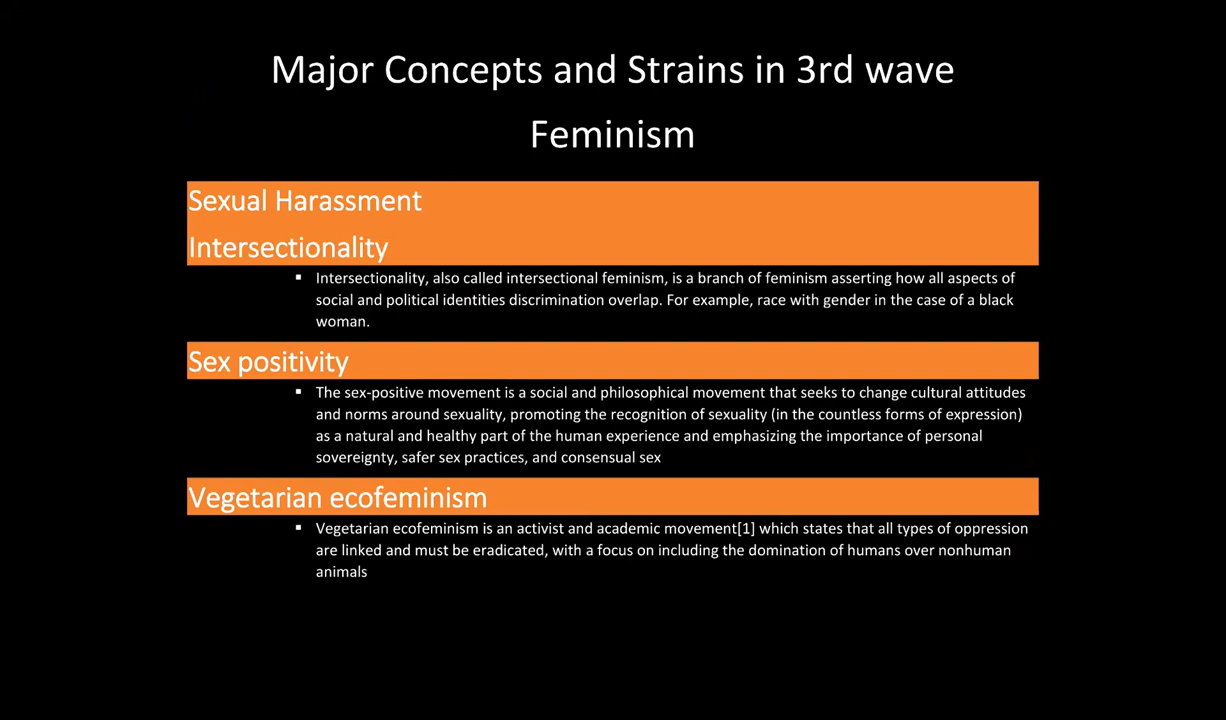 Major Concepts and Strains in 3rd wave
Feminism
Sexual Harassment
Intersectionality
▪ Intersectionality, also called intersectional feminism, is a branch of feminism asserting how all aspects of
social and political identities discrimination overlap. For example, race with gender in the case of a black
woman.
Sex positivity
▪ The sex-positive movement is a social and philosophical movement that seeks to change cultural attitudes
and norms around sexuality, promoting the recognition of sexuality (in the countless forms of expression)
as a natural and healthy part of the human experience and emphasizing the importance of personal
sovereignty, safer sex practices, and consensual sex
Vegetarian ecofeminism
▪ Vegetarian ecofeminism is an activist and academic movement[1] which states that all types of oppression
are linked and must be eradicated, with a focus on including the domination of humans over nonhuman
animals